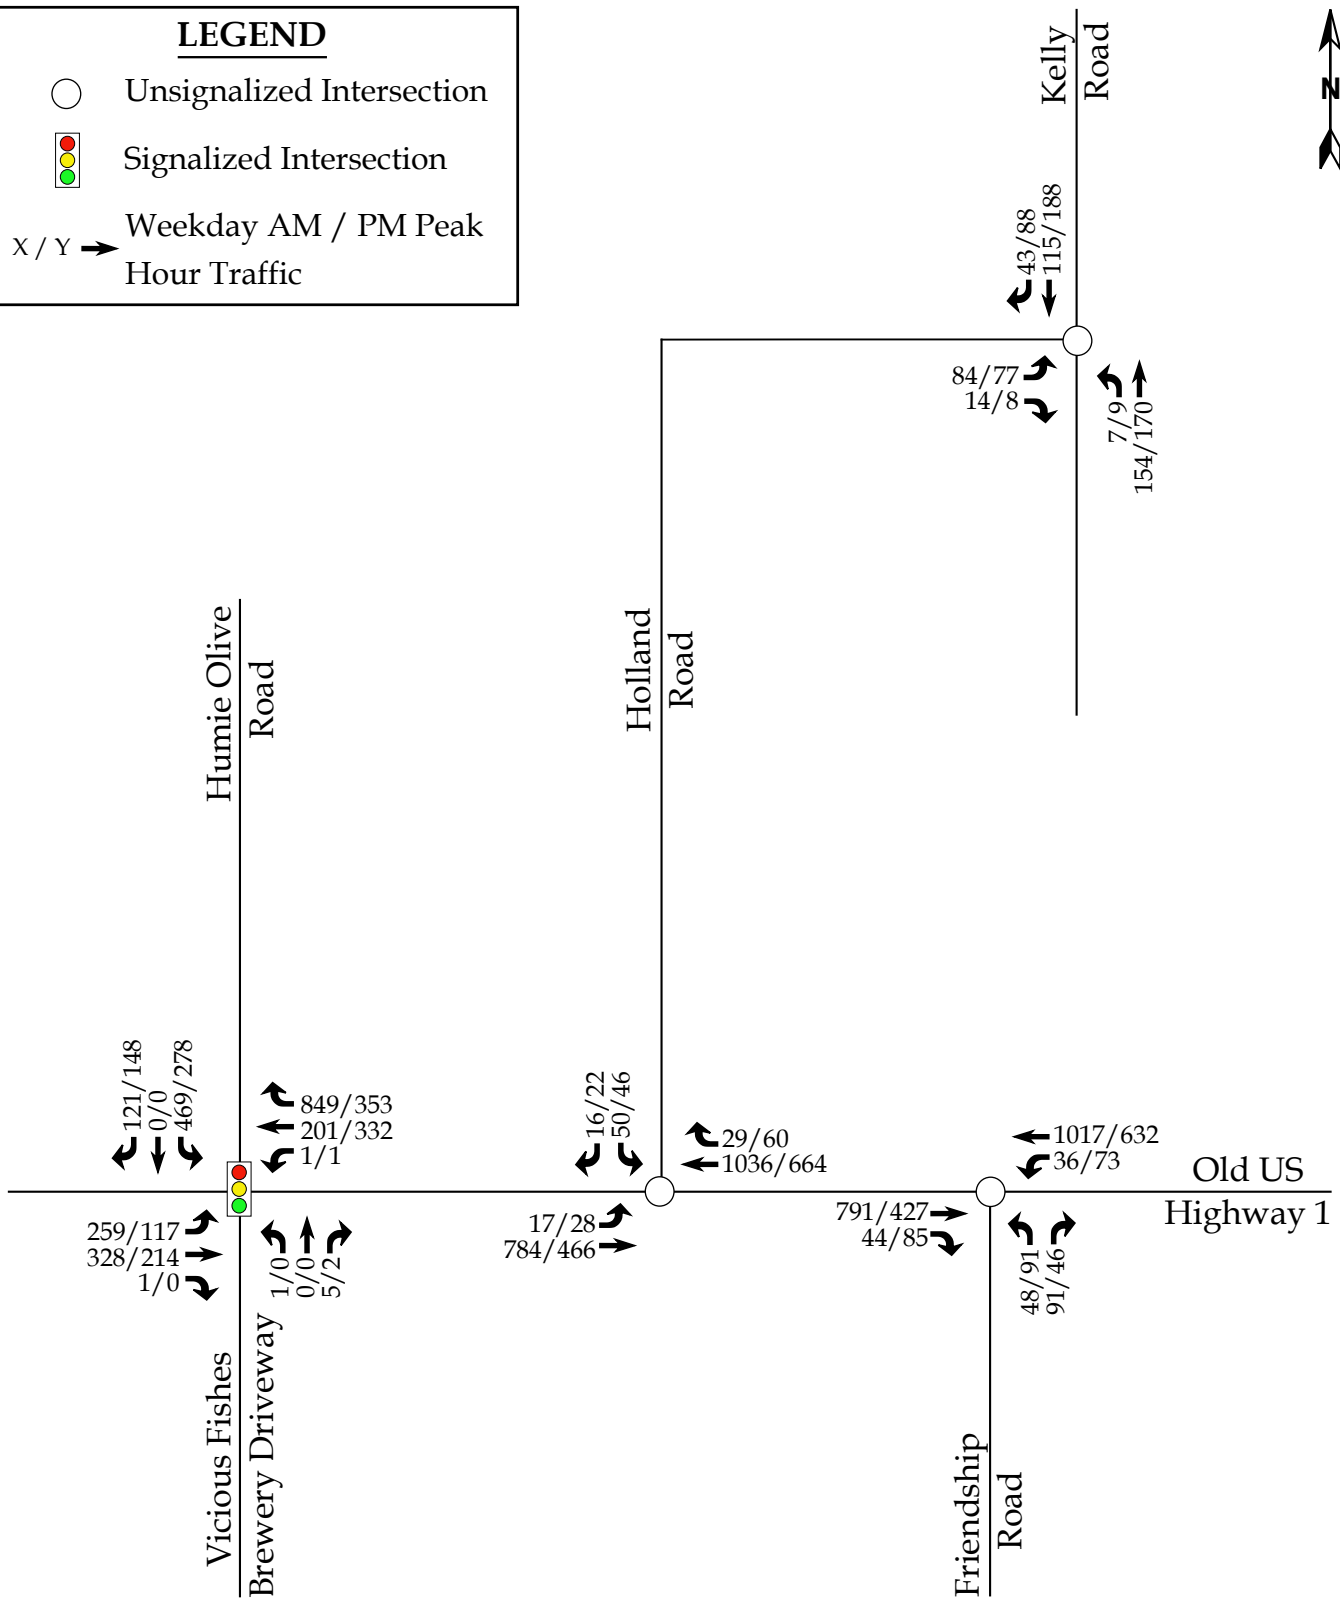 LEGEND
Unsignalized Intersection
Signalized Intersection
X / Y
Weekday AM / PM Peak
Hour Traffic
Kelly
Road
N
43/88
115/188
84/77
14/8
7/9
154/170
Humie Olive
Road
Holland
Road
121/148
0/0
469/278
849/353
201/332
1/1
259/117
328/214
1/0
1/0
0/0
5/2
16/22
50/46
29/60
1036/664
17/28
784/466
1017/632
36/73
791/427
44/85
48/91
91/46
Old US
Highway 1
Vicious Fishes
Brewery Driveway
Friendship
Road